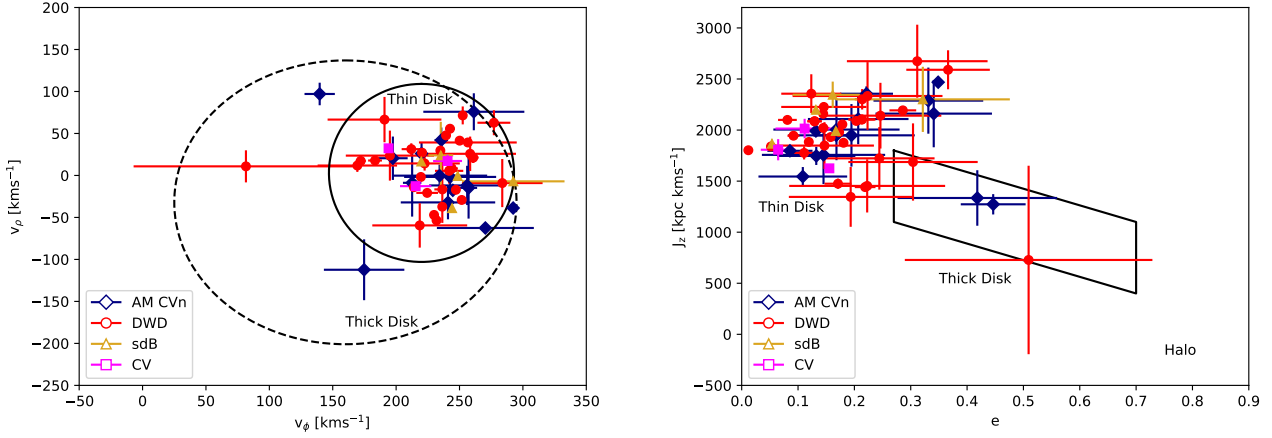 200
150
100
50
0
−50
−100
−150
−200
−250
v_ρ [kms⁻¹]
Thin Disk
Thick Disk
AM CVn
DWD
sdB
CV
−50 0 50 100 150 200 250 300 350
v_ϕ [kms⁻¹]
3000
2500
2000
1500
1000
500
0
−500
J_z [kpc kms⁻¹]
Thin Disk
Thick Disk
Halo
AM CVn
DWD
sdB
CV
0.0 0.1 0.2 0.3 0.4 0.5 0.6 0.7 0.8 0.9
e